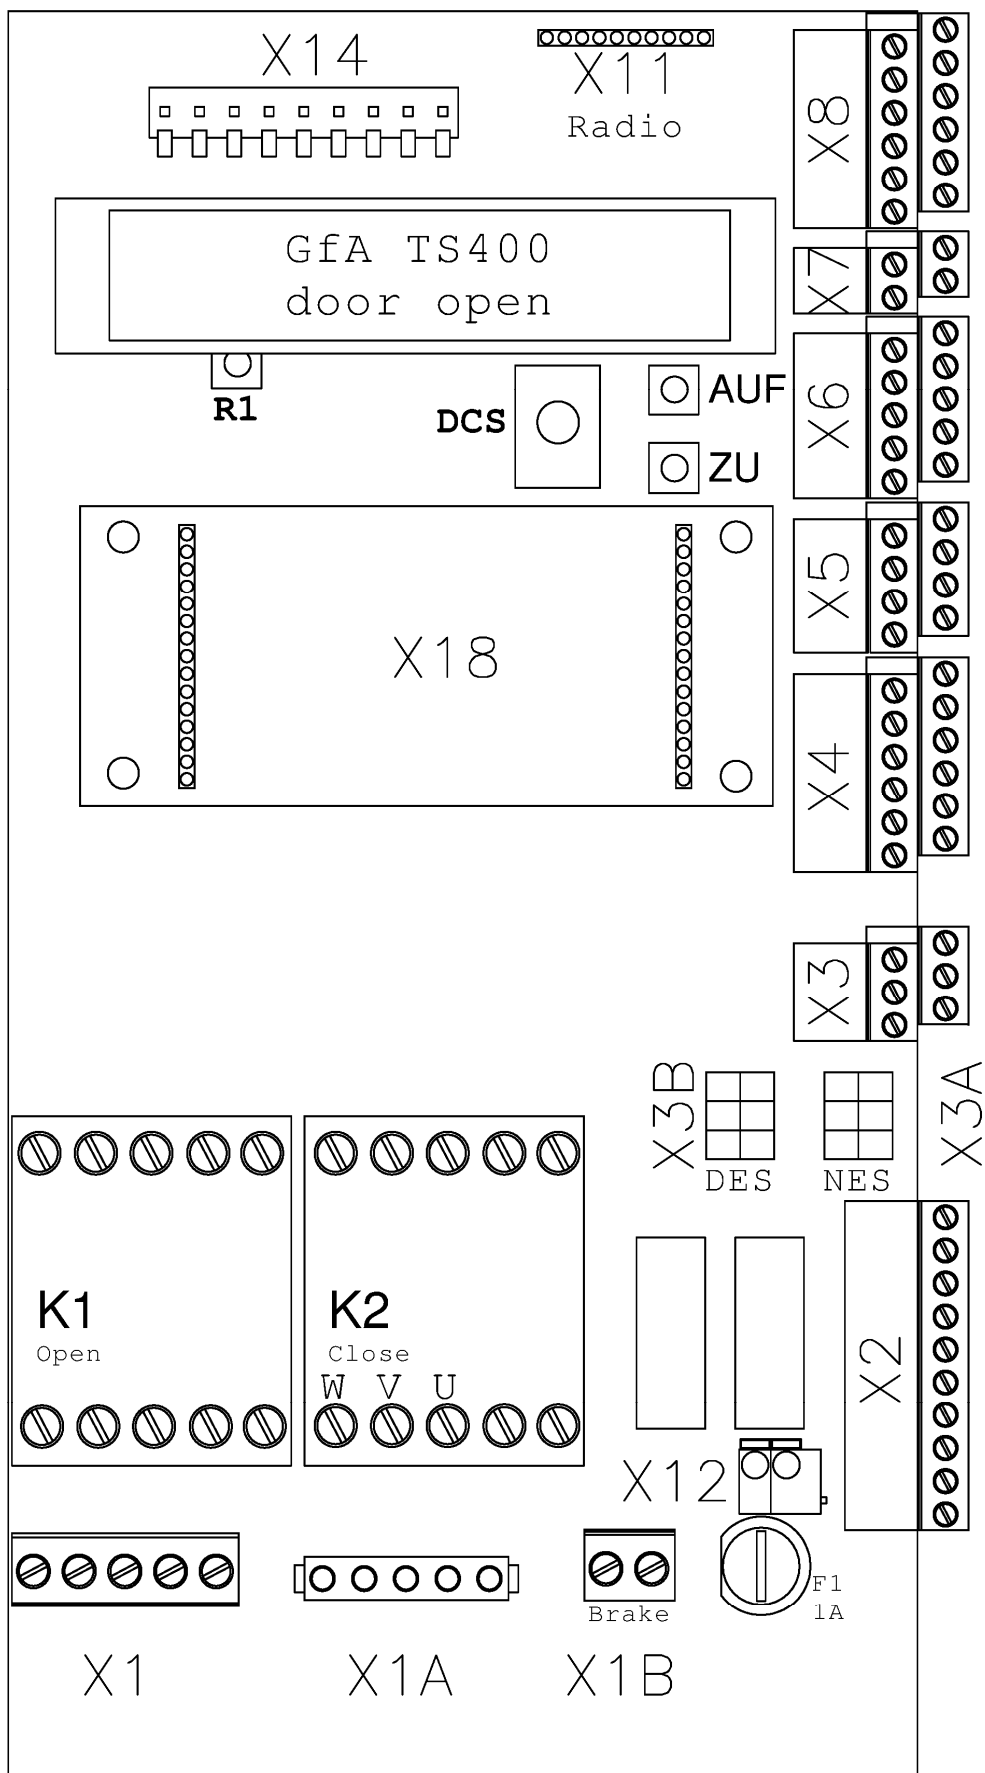 X14
X11
Radio
X8
GfA TS400
door open
X7
R1
DCS
AUF
ZU
X6
X5
X18
X4
X3
X3B
DES
NES
X3A
K1
Open
K2
Close
W V U
X2
X12
F1
1A
Brake
X1
X1A
X1B